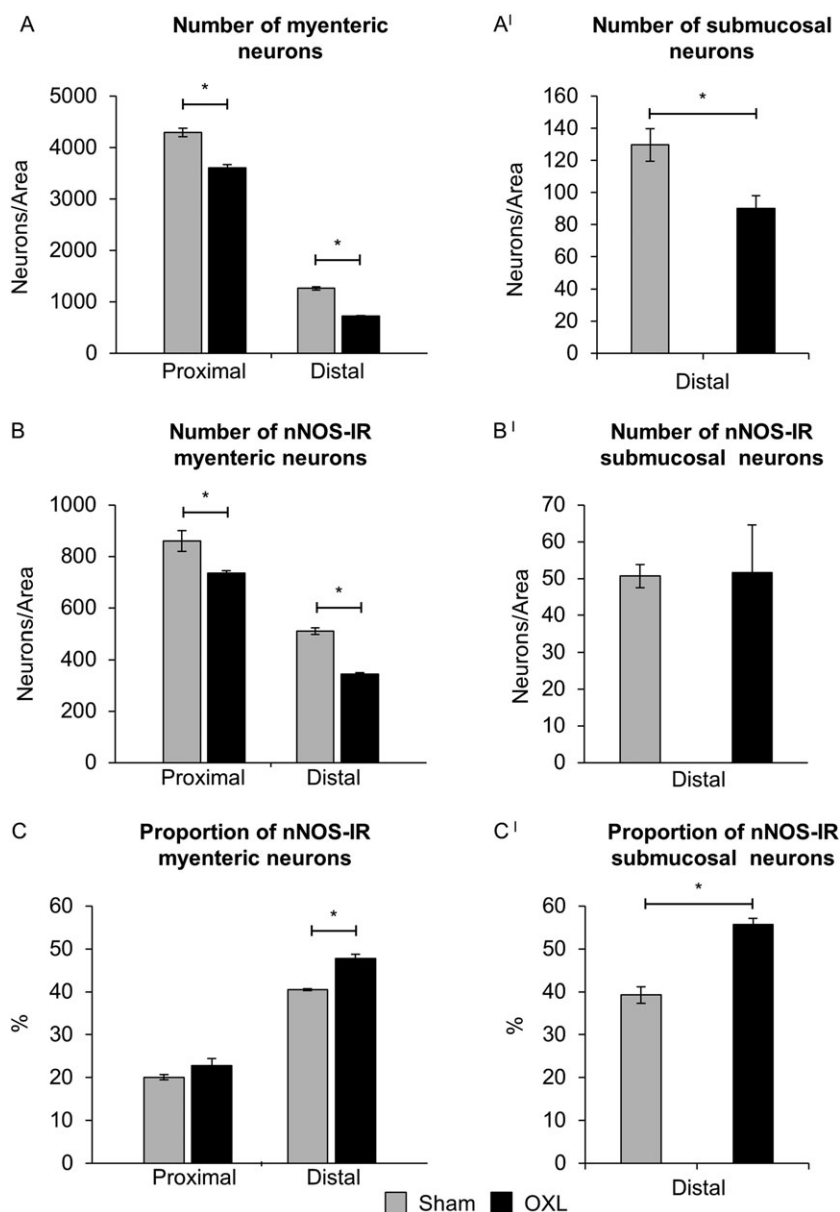 A
Number of myenteric
neurons
Neurons/Area
5000
4000
3000
2000
1000
0
*
*
Proximal
Distal
A I
Number of submucosal
neurons
Neurons/Area
160
140
120
100
80
60
40
20
0
*
Distal
B
Number of nNOS-IR
myenteric neurons
Neurons/Area
1000
800
600
400
200
0
*
*
Proximal
Distal
B I
Number of nNOS-IR
submucosal neurons
Neurons/Area
70
60
50
40
30
20
10
0
Distal
C
Proportion of nNOS-IR
myenteric neurons
%
60
50
40
30
20
10
0
*
Proximal
Distal
C I
Proportion of nNOS-IR
submucosal neurons
%
60
50
40
30
20
10
0
*
Distal
Sham OXL